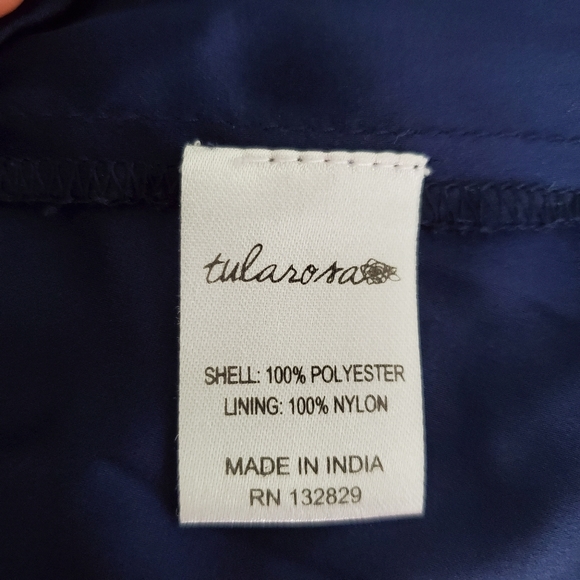 tularosa
SHELL: 100% POLYESTER
LINING: 100% NYLON
MADE IN INDIA
RN 132829